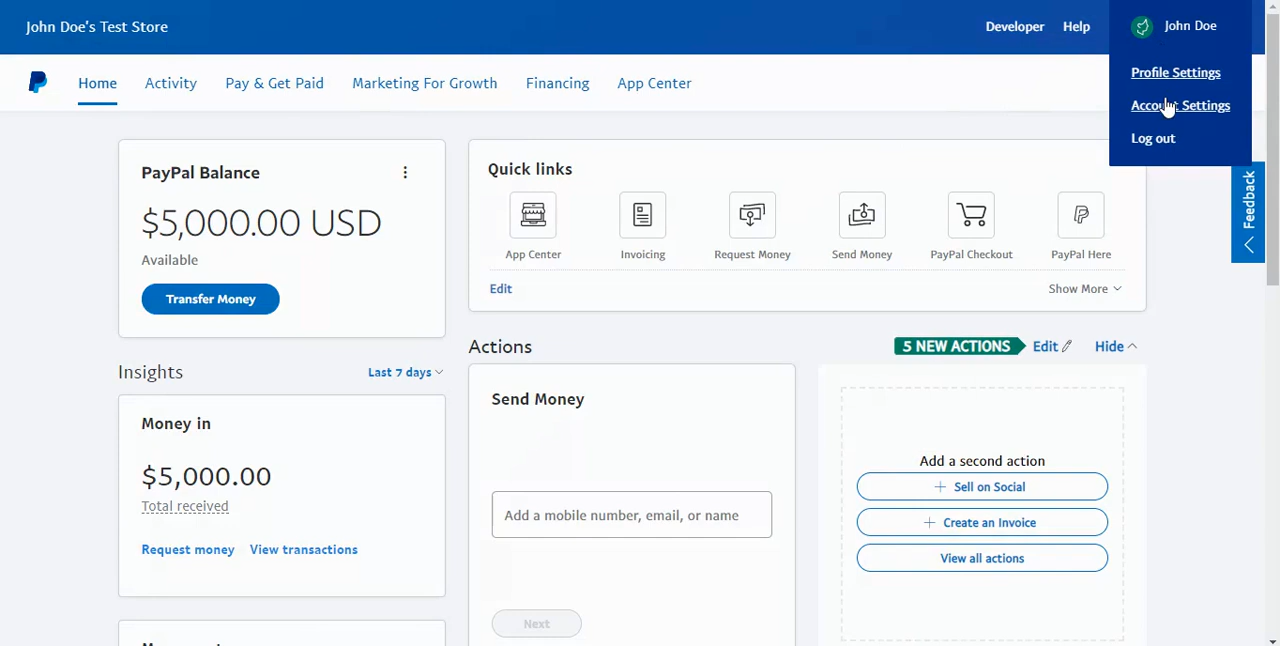 John Doe's Test Store
Developer
Help
John Doe
Profile Settings
Account Settings
Log out
Home
Activity
Pay & Get Paid
Marketing For Growth
Financing
App Center
Feedback
PayPal Balance
$5,000.00 USD
Available
Transfer Money
Quick links
App Center
Invoicing
Request Money
Send Money
PayPal Checkout
PayPal Here
Edit
Show More
Insights
Last 7 days
Money in
$5,000.00
Total received
Request money
View transactions
Actions
5 NEW ACTIONS
Edit
Hide
Send Money
Add a mobile number, email, or name
Next
Add a second action
Sell on Social
Create an Invoice
View all actions